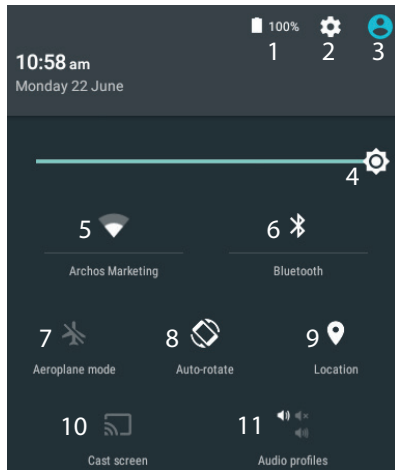 100%
1 2 3
10:58 am
Monday 22 June
4
5 6
Archos Marketing Bluetooth
7 8 9
Aeroplane mode Auto-rotate Location
10 11
Cast screen Audio profiles